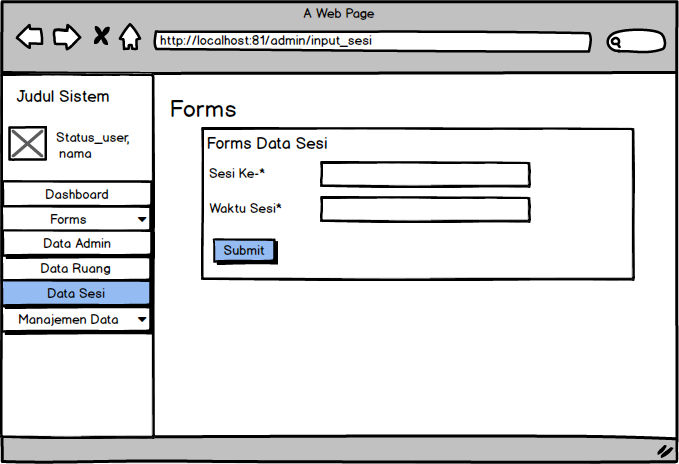 A Web Page
http://localhost:81/admin/input_sesi
Judul Sistem
Status_user,
nama
Dashboard
Forms
Data Admin
Data Ruang
Data Sesi
Manajemen Data
Forms
Forms Data Sesi
Sesi Ke-*
Waktu Sesi*
Submit